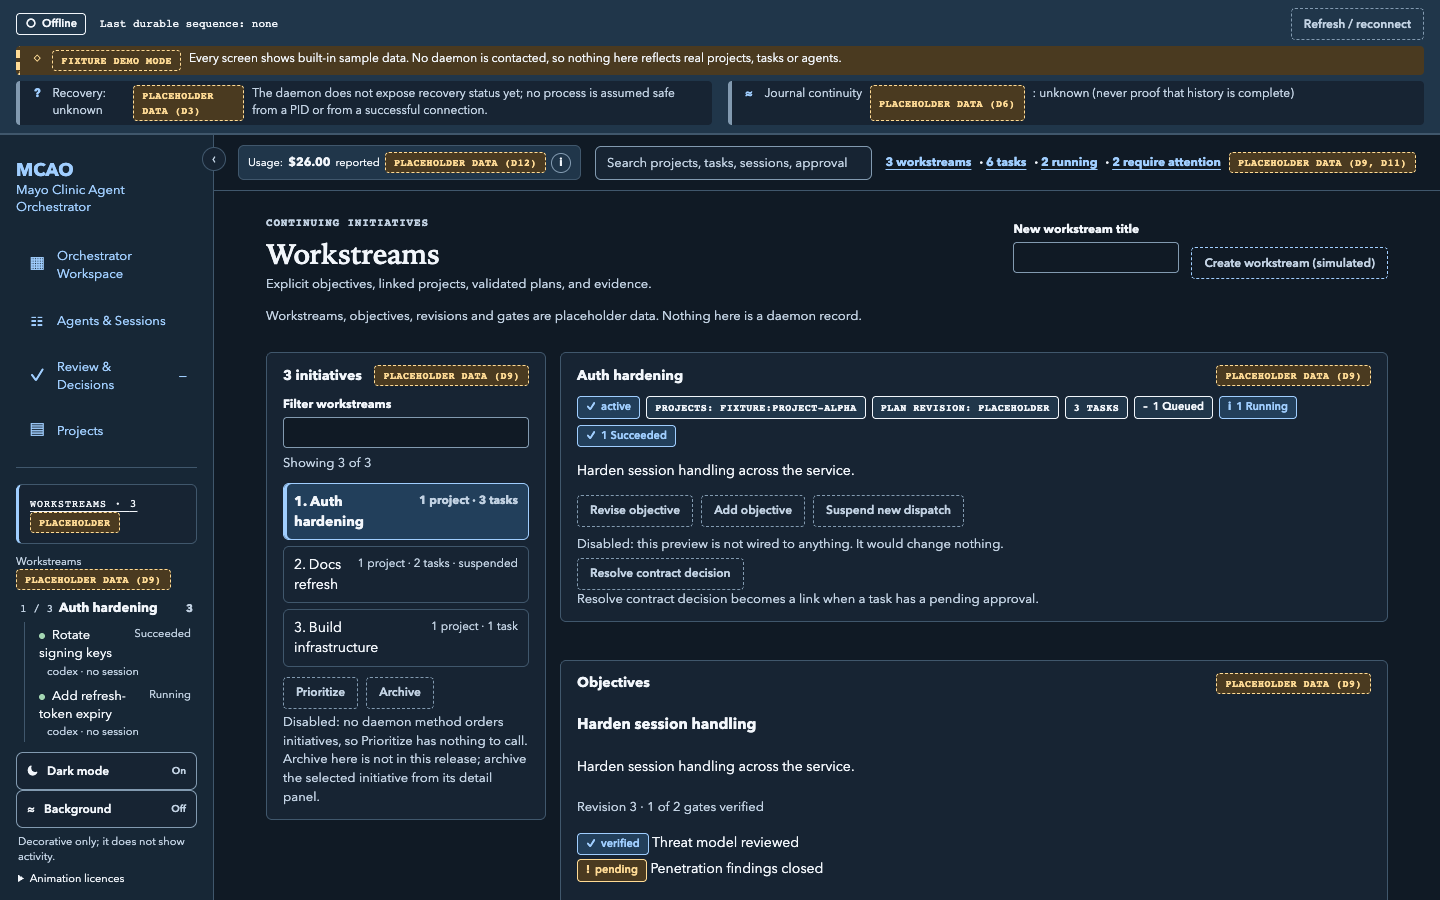 Offline
Last durable sequence: none
Refresh / reconnect
FIXTURE DEMO MODE Every screen shows built-in sample data. No daemon is contacted, so nothing here reflects real projects, tasks or agents.
? Recovery:
unknown
PLACEHOLDER
DATA (D3)
The daemon does not expose recovery status yet; no process is assumed safe
from a PID or from a successful connection.
≈ Journal continuity PLACEHOLDER DATA (D6) : unknown (never proof that history is complete)
MCAO
Mayo Clinic Agent
Orchestrator
Orchestrator
Workspace
Agents & Sessions
Review &
Decisions
–
Projects
WORKSTREAMS · 3
PLACEHOLDER
Workstreams
PLACEHOLDER DATA (D9)
1 / 3 Auth hardening 3
Rotate
signing keys
Succeeded
codex · no session
Add refresh-
token expiry
Running
codex · no session
Dark mode On
≈ Background Off
Decorative only; it does not show
activity.
Animation licences
‹
Usage: $26.00 reported PLACEHOLDER DATA (D12) i
Search projects, tasks, sessions, approval
3 workstreams · 6 tasks · 2 running · 2 require attention PLACEHOLDER DATA (D9, D11)
CONTINUING INITIATIVES
Workstreams
Explicit objectives, linked projects, validated plans, and evidence.
Workstreams, objectives, revisions and gates are placeholder data. Nothing here is a daemon record.
New workstream title
Create workstream (simulated)
3 initiatives PLACEHOLDER DATA (D9)
Filter workstreams
Showing 3 of 3
1. Auth
hardening
1 project · 3 tasks
2. Docs
refresh
1 project · 2 tasks · suspended
3. Build
infrastructure
1 project · 1 task
Prioritize Archive
Disabled: no daemon method orders
initiatives, so Prioritize has nothing to call.
Archive here is not in this release; archive
the selected initiative from its detail
panel.
Auth hardening PLACEHOLDER DATA (D9)
✓ active PROJECTS: FIXTURE:PROJECT-ALPHA PLAN REVISION: PLACEHOLDER 3 TASKS - 1 Queued i 1 Running
✓ 1 Succeeded
Harden session handling across the service.
Revise objective Add objective Suspend new dispatch
Disabled: this preview is not wired to anything. It would change nothing.
Resolve contract decision
Resolve contract decision becomes a link when a task has a pending approval.
Objectives PLACEHOLDER DATA (D9)
Harden session handling
Harden session handling across the service.
Revision 3 · 1 of 2 gates verified
✓ verified Threat model reviewed
! pending Penetration findings closed